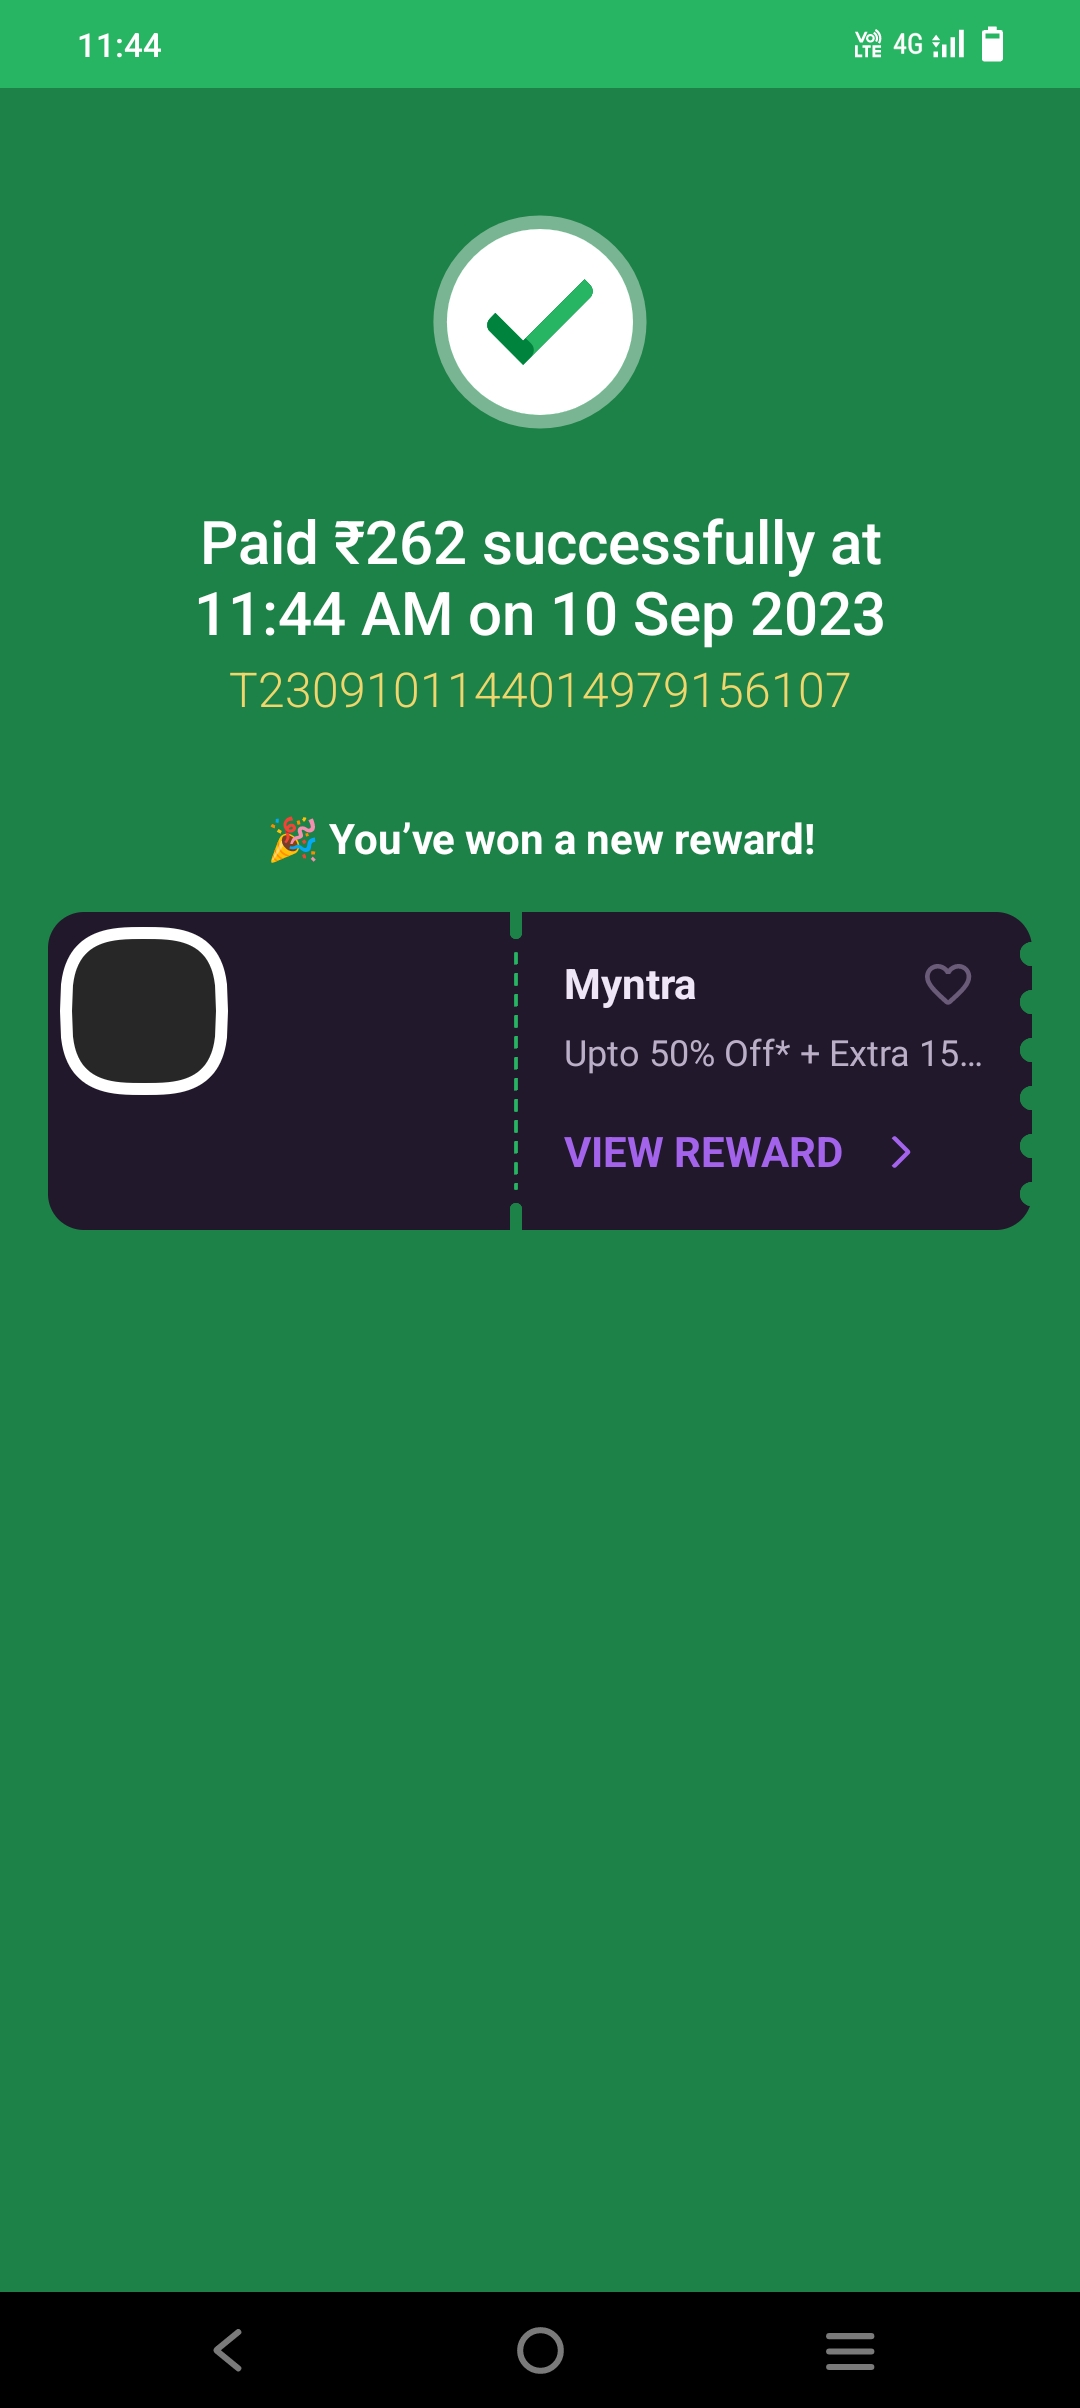 11:44
Vo LTE 4G
Paid ₹262 successfully at
11:44 AM on 10 Sep 2023
T2309101144014979156107
🎉 You’ve won a new reward!
Myntra
Upto 50% Off* + Extra 15...
VIEW REWARD